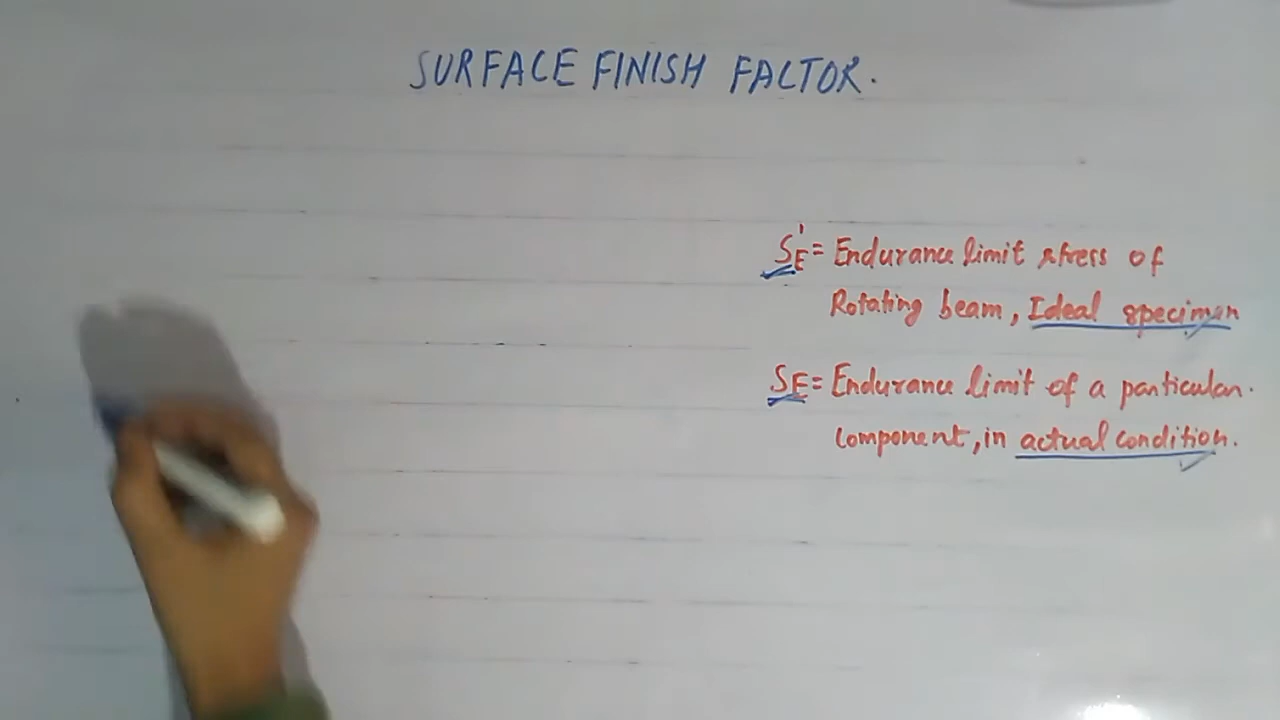 SURFACE FINISH FACTOR.
S'E = Endurance limit stress of
Rotating beam, Ideal specimen
SE = Endurance limit of a particular.
component, in actual condition.